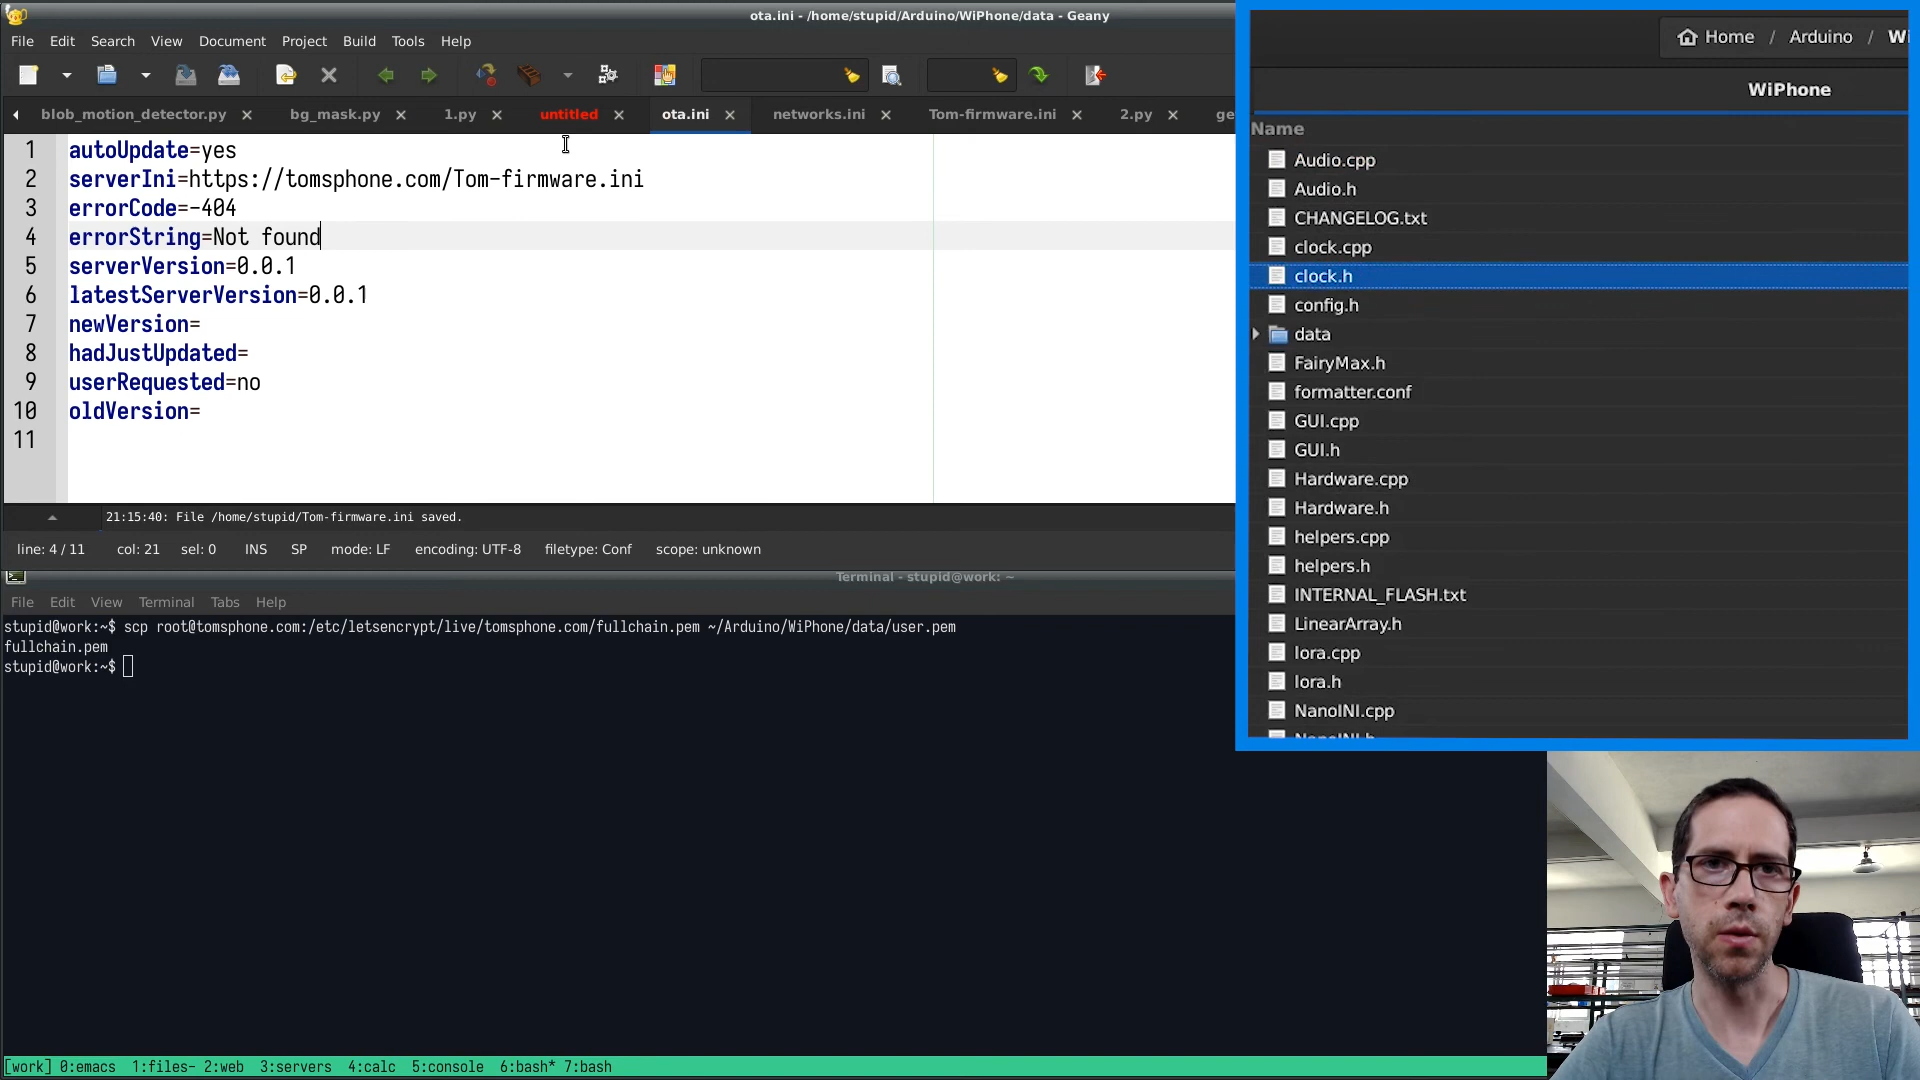 ota.ini - /home/stupid/Arduino/WiPhone/data - Geany
File Edit Search View Document Project Build Tools Help
blob_motion_detector.py bg_mask.py 1.py untitled ota.ini networks.ini Tom-firmware.ini 2.py ge
1 autoUpdate=yes
2 serverIni=https://tomsphone.com/Tom-firmware.ini
3 errorCode=-404
4 errorString=Not found
5 serverVersion=0.0.1
6 latestServerVersion=0.0.1
7 newVersion=
8 hadJustUpdated=
9 userRequested=no
10 oldVersion=
11
21:15:40: File /home/stupid/Tom-firmware.ini saved.
line: 4 / 11 col: 21 sel: 0 INS SP mode: LF encoding: UTF-8 filetype: Conf scope: unknown
Terminal - stupid@work: ~
File Edit View Terminal Tabs Help
stupid@work:~$ scp root@tomsphone.com:/etc/letsencrypt/live/tomsphone.com/fullchain.pem ~/Arduino/WiPhone/data/user.pem
fullchain.pem
stupid@work:~$
[work] 0:emacs 1:files- 2:web 3:servers 4:calc 5:console 6:bash* 7:bash
Home / Arduino / Wi
WiPhone
Name
Audio.cpp
Audio.h
CHANGELOG.txt
clock.cpp
clock.h
config.h
data
FairyMax.h
formatter.conf
GUI.cpp
GUI.h
Hardware.cpp
Hardware.h
helpers.cpp
helpers.h
INTERNAL_FLASH.txt
LinearArray.h
lora.cpp
lora.h
NanoINI.cpp